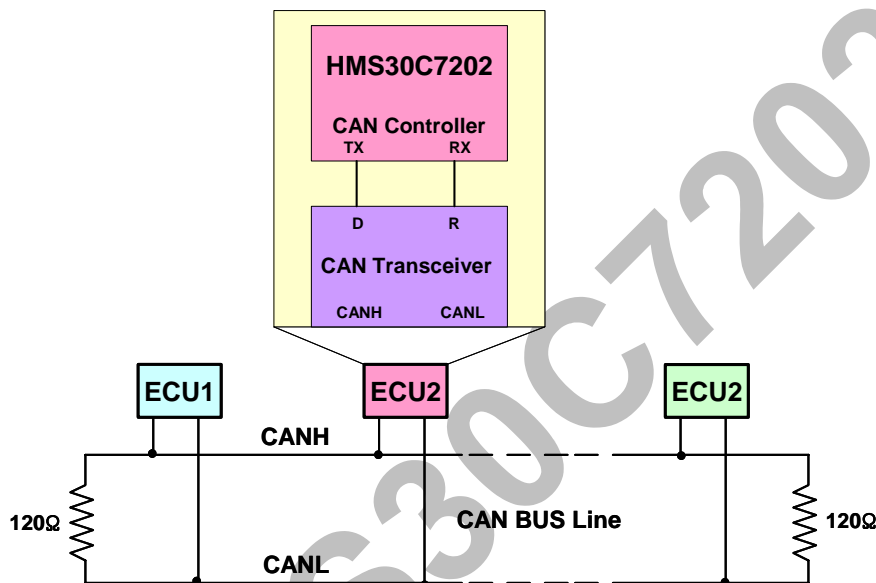 HMS30C7202
CAN Controller
TX RX
D R
CAN Transceiver
CANH CANL
ECU1 ECU2 ECU2
CANH
120Ω CAN BUS Line 120Ω
CANL
S30C7202